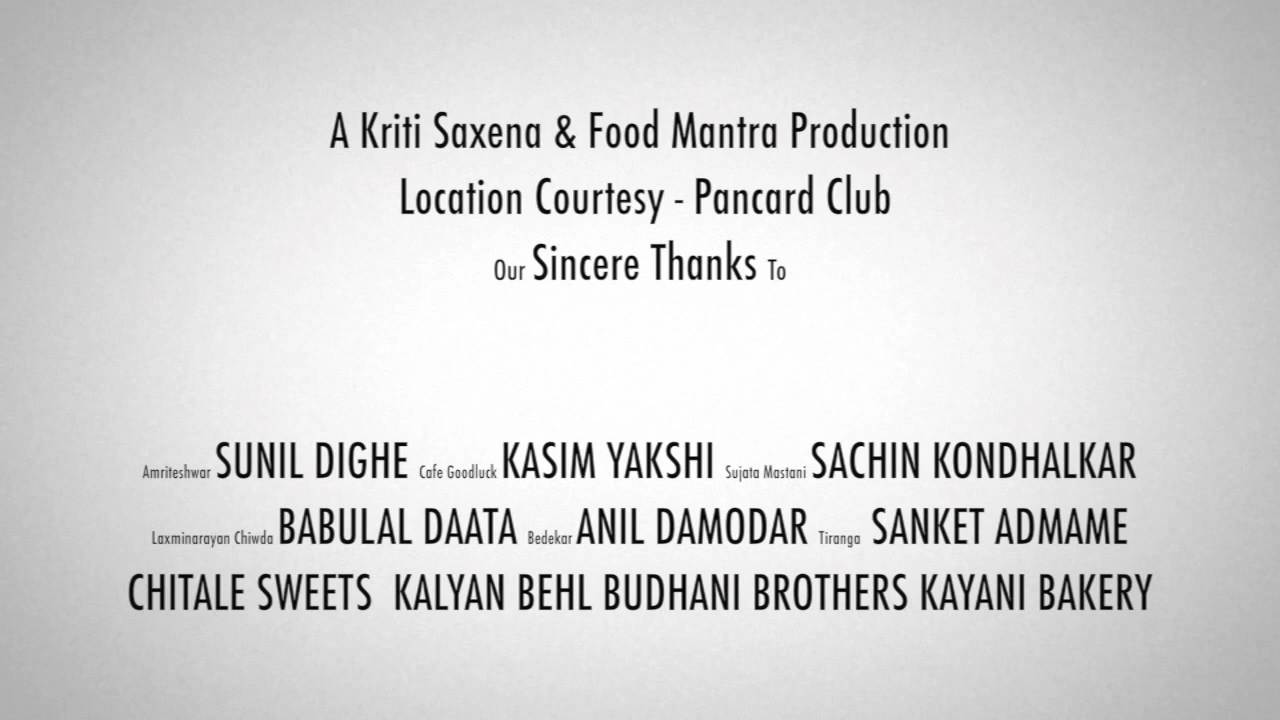 A Kriti Saxena & Food Mantra Production
Location Courtesy - Pancard Club
Our Sincere Thanks To
Amriteshwar SUNIL DIGHE Cafe Goodluck KASIM YAKSHI Sujata Mastani SACHIN KONDHALKAR
Laxminarayan Chiwda BABULAL DAATA Bedekar ANIL DAMODAR Tiranga SANKET ADMAME
CHITALE SWEETS KALYAN BEHL BUDHANI BROTHERS KAYANI BAKERY